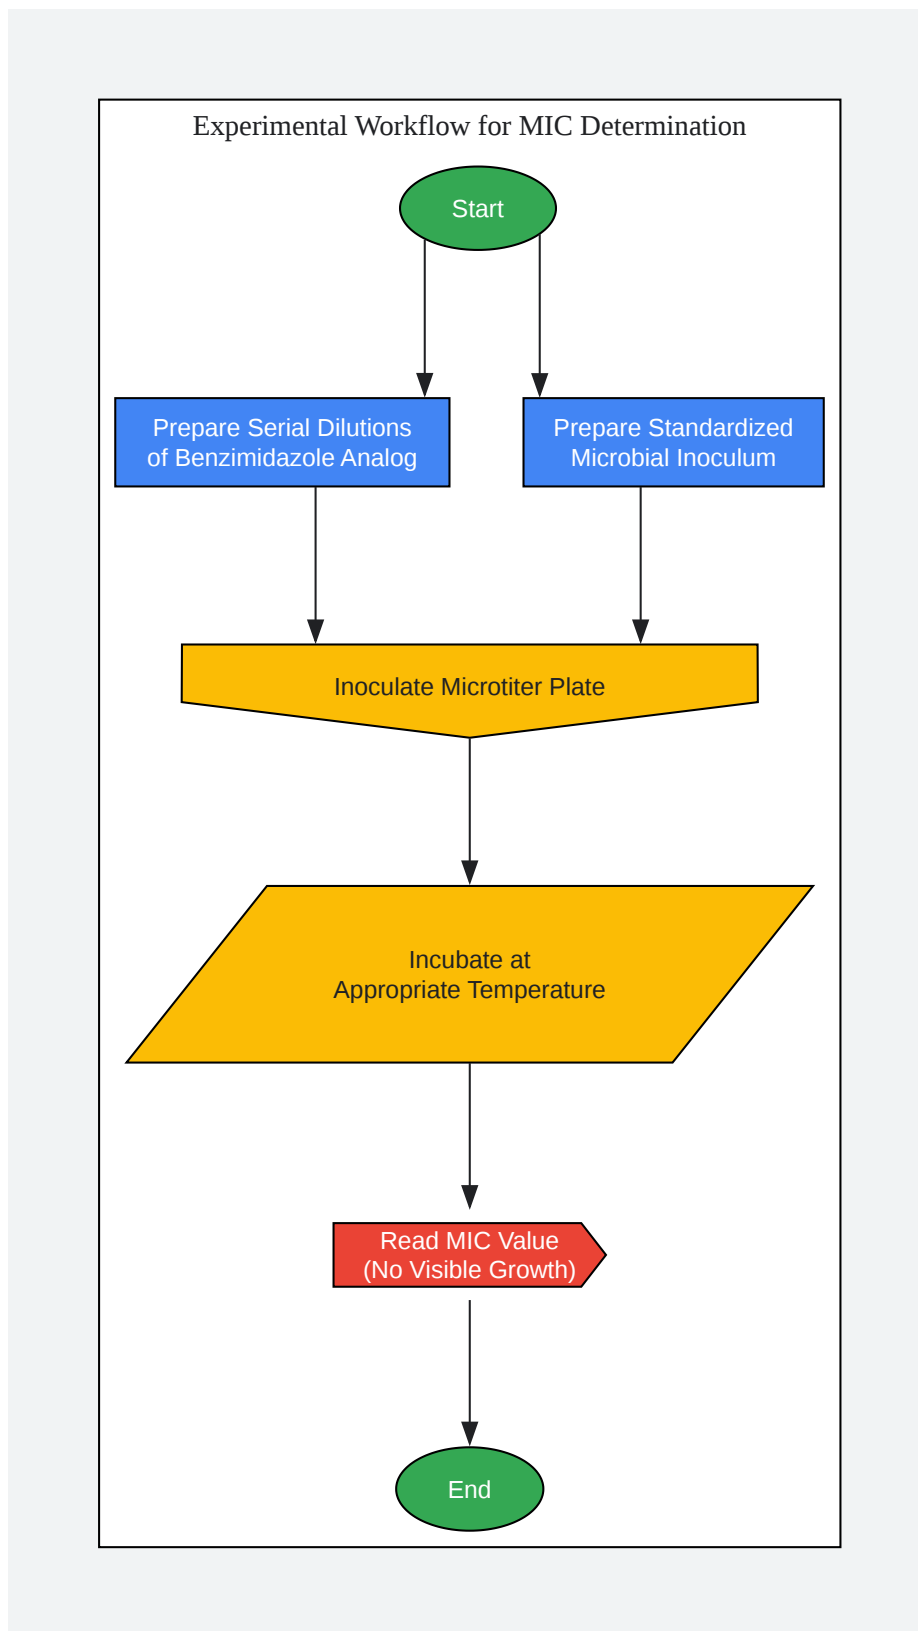 Experimental Workflow for MIC Determination
Start
Prepare Serial Dilutions
of Benzimidazole Analog
Prepare Standardized
Microbial Inoculum
Inoculate Microtiter Plate
Incubate at
Appropriate Temperature
Read MIC Value
(No Visible Growth)
End